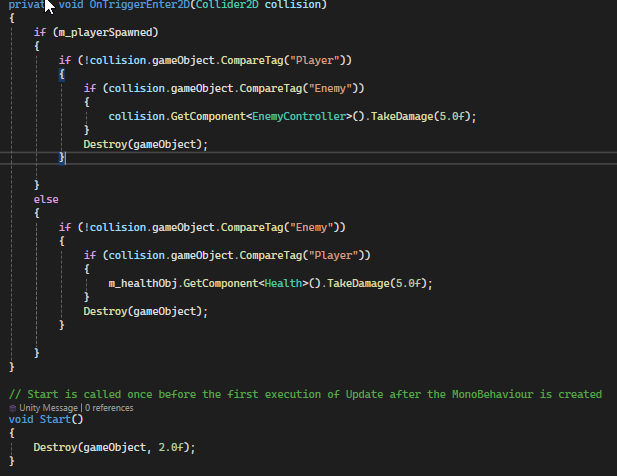 private void OnTriggerEnter2D(Collider2D collision)
{
if (m_playerSpawned)
{
if (!collision.gameObject.CompareTag("Player"))
{
if (collision.gameObject.CompareTag("Enemy"))
{
collision.GetComponent<EnemyController>().TakeDamage(5.0f);
}
Destroy(gameObject);
}
}
else
{
if (!collision.gameObject.CompareTag("Enemy"))
{
if (collision.gameObject.CompareTag("Player"))
{
m_healthObj.GetComponent<Health>().TakeDamage(5.0f);
}
Destroy(gameObject);
}
}
}
// Start is called once before the first execution of Update after the MonoBehaviour is created
Unity Message | 0 references
void Start()
{
Destroy(gameObject, 2.0f);
}